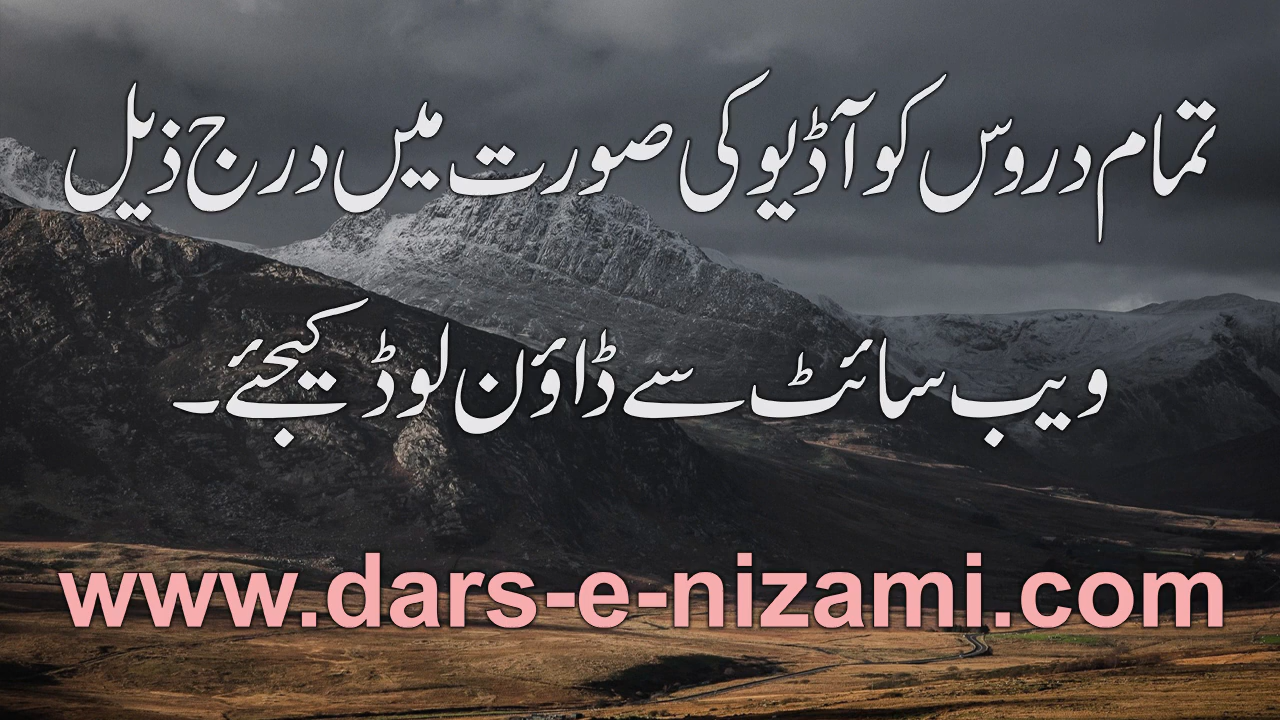 تمام دروس کو آڈیو کی صورت میں درج ذیل
ویب سائٹ سے ڈاؤن لوڈ کیجئے۔
www.dars-e-nizami.com